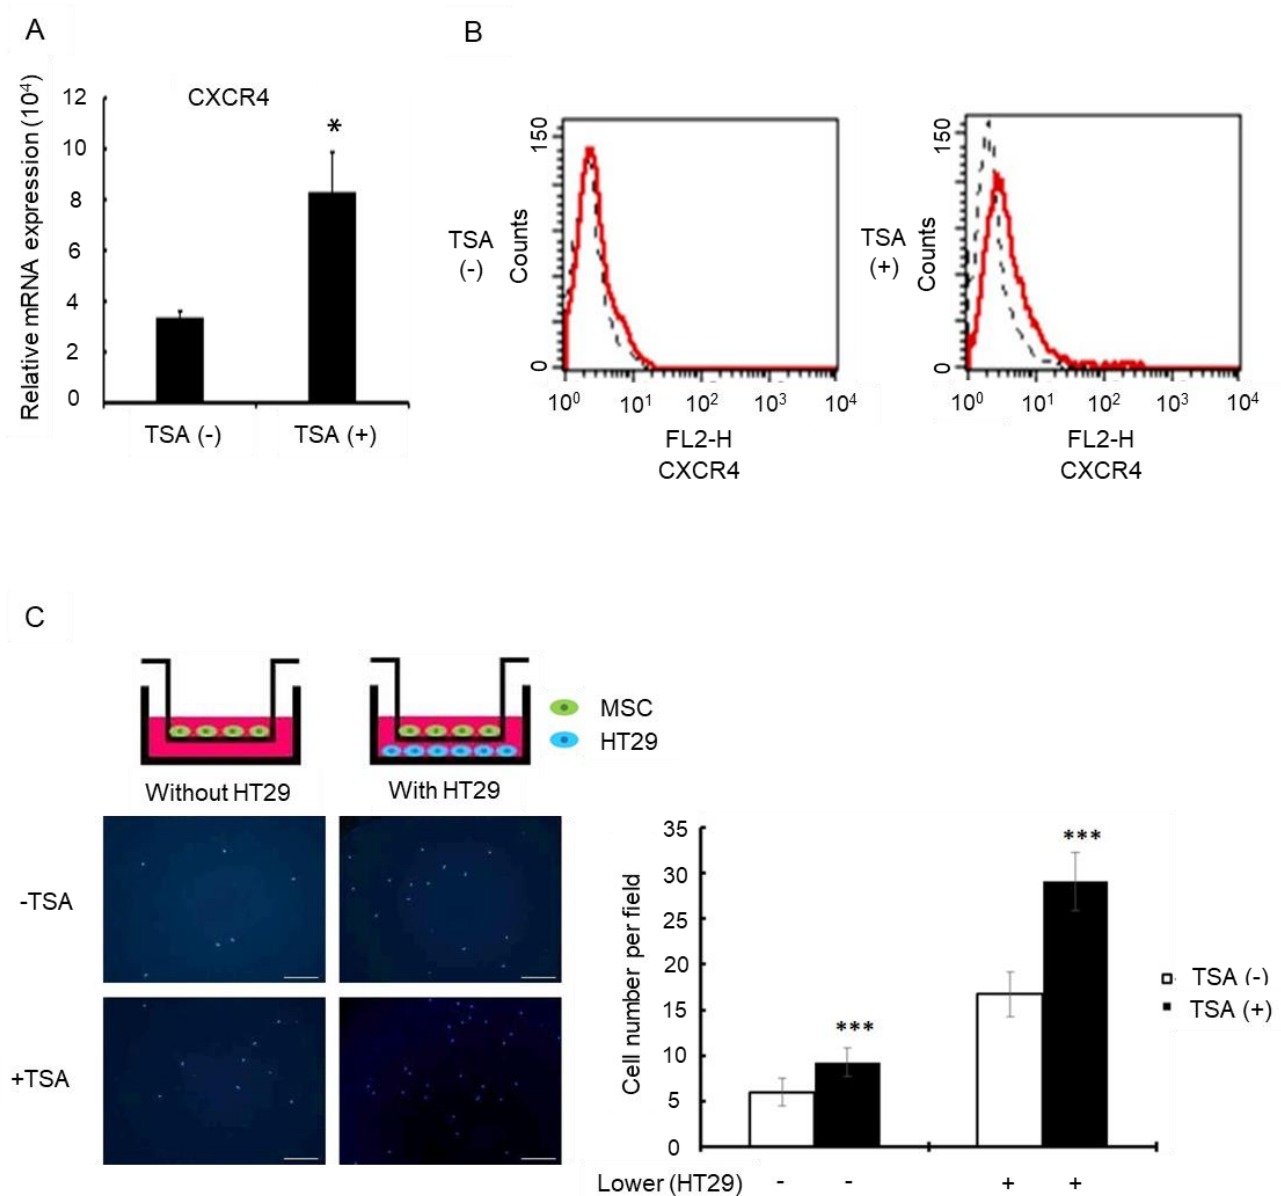 A
CXCR4
Relative mRNA expression (10⁴)
12
10
8
6
4
2
0
*
TSA (-)
TSA (+)
B
TSA
(-)
Counts
150
0
10⁰
10¹
10²
10³
10⁴
FL2-H
CXCR4
TSA
(+)
Counts
150
0
10⁰
10¹
10²
10³
10⁴
FL2-H
CXCR4
C
MSC
HT29
Without HT29
With HT29
-TSA
+TSA
Cell number per field
35
30
25
20
15
10
5
0
***
***
TSA (-)
TSA (+)
Lower (HT29)
-
-
+
+